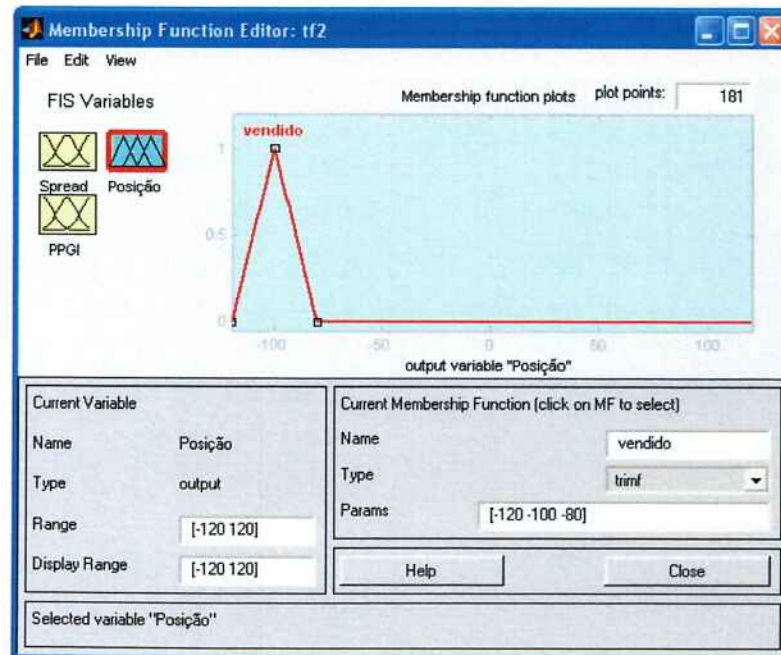 Membership Function Editor: tf2
File Edit View
FIS Variables
Membership function plots plot points: 181
Spread Posição
PPGI
vendido
1
0.5
0
-100 -50 0 50 100
output variable "Posição"
Current Variable
Name Posição
Type output
Range [-120 120]
Display Range [-120 120]
Current Membership Function (click on MF to select)
Name vendido
Type trimf
Params [-120 -100 -80]
Help Close
Selected variable "Posição"